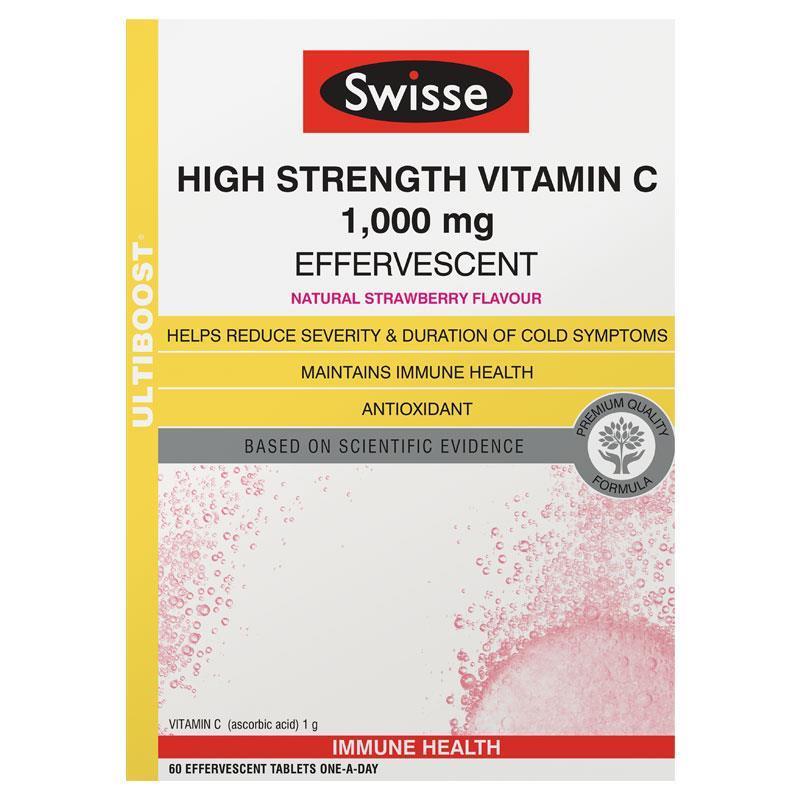 Swisse
HIGH STRENGTH VITAMIN C
1,000 mg
EFFERVESCENT
NATURAL STRAWBERRY FLAVOUR
ULTIBOOST®
HELPS REDUCE SEVERITY & DURATION OF COLD SYMPTOMS
MAINTAINS IMMUNE HEALTH
ANTIOXIDANT
BASED ON SCIENTIFIC EVIDENCE
PREMIUM QUALITY
FORMULA
VITAMIN C (ascorbic acid) 1 g
IMMUNE HEALTH
60 EFFERVESCENT TABLETS ONE-A-DAY